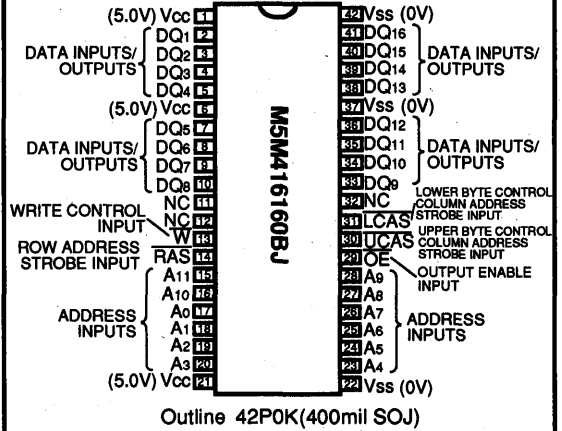 (5.0V) Vcc 1
DQ1 2
DQ2 3
DQ3 4
DQ4 5
DATA INPUTS/
OUTPUTS
(5.0V) Vcc 6
DQ5 7
DQ6 8
DQ7 9
DQ8 10
DATA INPUTS/
OUTPUTS
NC 11
NC 12
WRITE CONTROL
INPUT
W 13
ROW ADDRESS
STROBE INPUT
RAS 14
A11 15
A10 16
A0 17
A1 18
A2 19
A3 20
ADDRESS
INPUTS
(5.0V) Vcc 21
M5M416160BJ
42 Vss (0V)
41 DQ16
40 DQ15
39 DQ14
38 DQ13
DATA INPUTS/
OUTPUTS
37 Vss (0V)
36 DQ12
35 DQ11
34 DQ10
33 DQ9
DATA INPUTS/
OUTPUTS
32 NC
31 LCAS
LOWER BYTE CONTROL
COLUMN ADDRESS
STROBE INPUT
30 UCAS
UPPER BYTE CONTROL
COLUMN ADDRESS
STROBE INPUT
29 OE
OUTPUT ENABLE
INPUT
28 A9
27 A8
26 A7
25 A6
24 A5
23 A4
ADDRESS
INPUTS
22 Vss (0V)
Outline 42P0K(400mil SOJ)